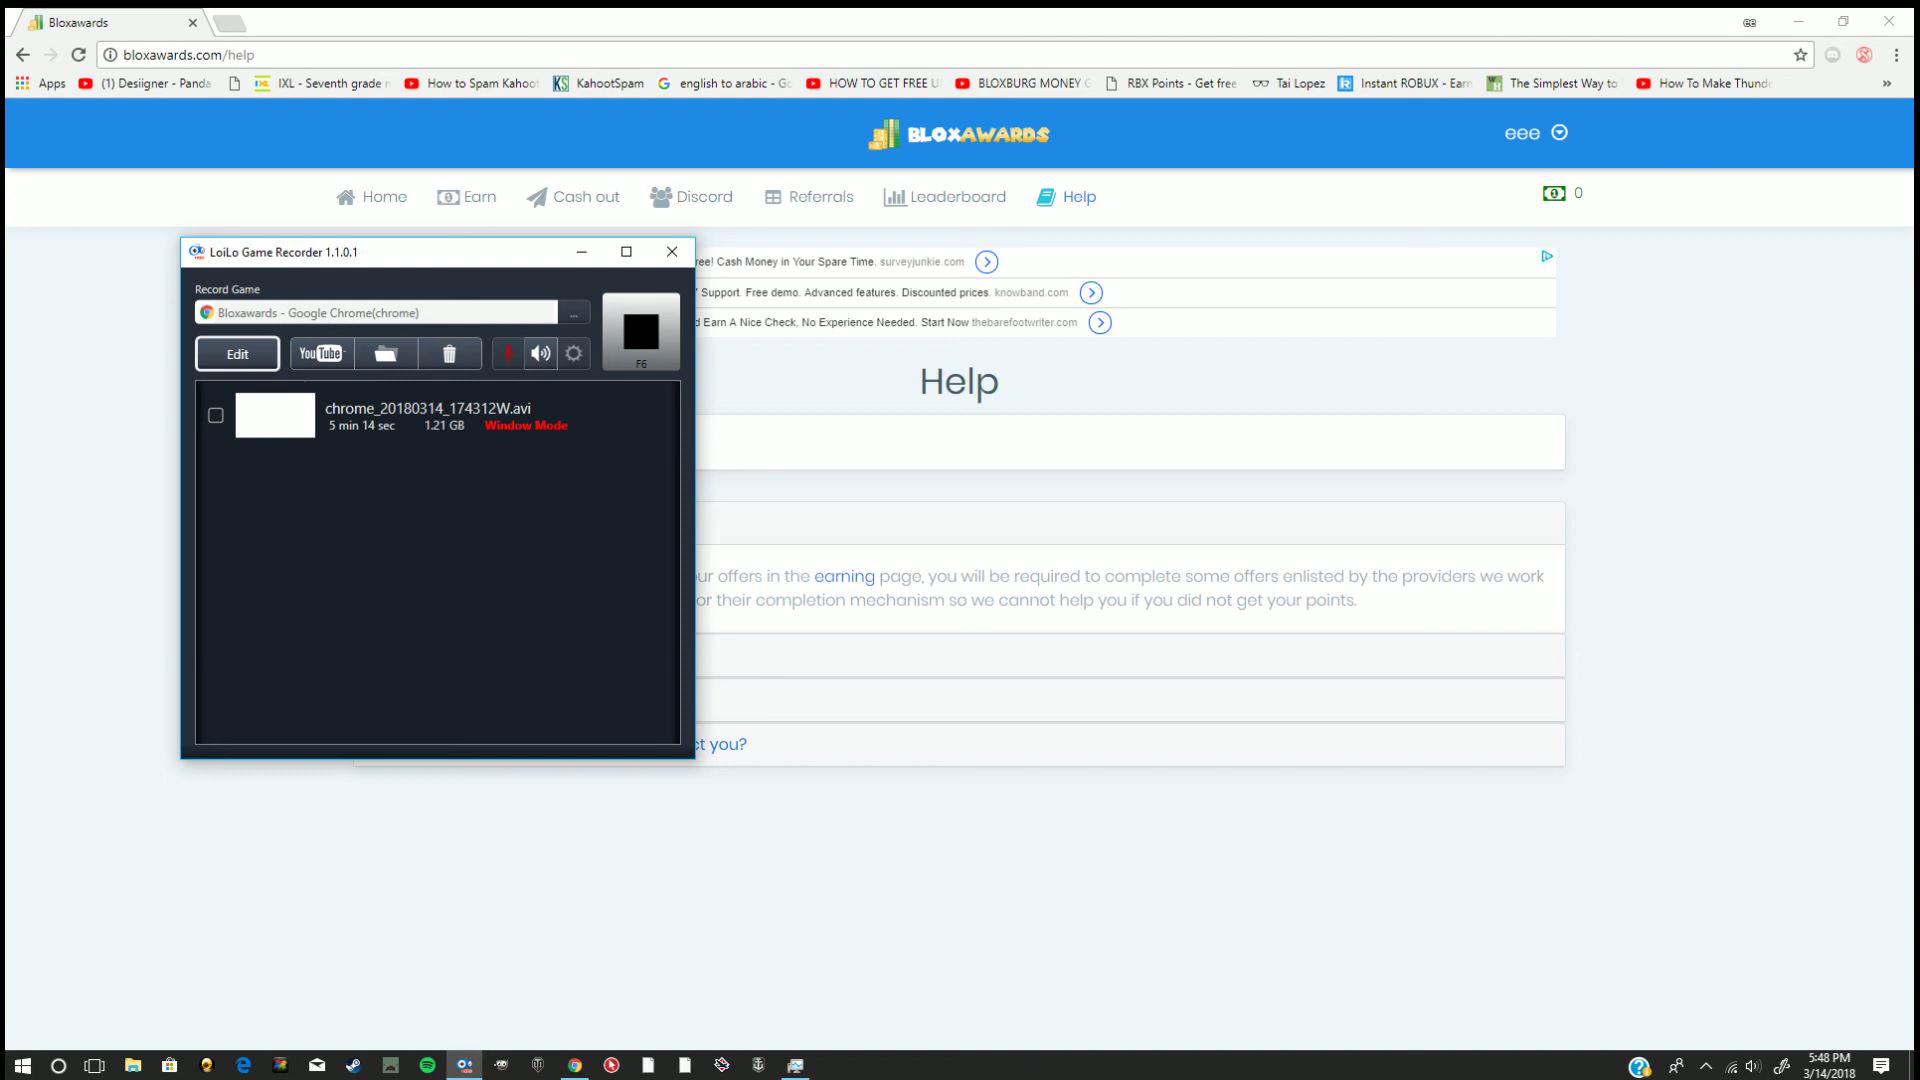 Bloxawards
ee
bloxawards.com/help
Apps
(1) Desiigner - Panda
IXL - Seventh grade
How to Spam Kahoot
KahootSpam
english to arabic - Go
HOW TO GET FREE U
BLOXBURG MONEY
RBX Points - Get free
Tai Lopez
Instant ROBUX - Earn
The Simplest Way to
How To Make Thund
»
BLOXAWARDS
eee
Home
Earn
Cash out
Discord
Referrals
Leaderboard
Help
0
LoiLo Game Recorder 1.1.0.1
Record Game
Bloxawards - Google Chrome(chrome)
...
Edit
YouTube
F6
chrome_20180314_174312W.avi
5 min 14 sec 1.21 GB Window Mode
ree! Cash Money in Your Spare Time. surveyjunkie.com
Support. Free demo. Advanced features. Discounted prices. knowband.com
d Earn A Nice Check, No Experience Needed. Start Now thebarefootwriter.com
Help
ur offers in the earning page, you will be required to complete some offers enlisted by the providers we work
or their completion mechanism so we cannot help you if you did not get your points.
ct you?
5:48 PM
3/14/2018